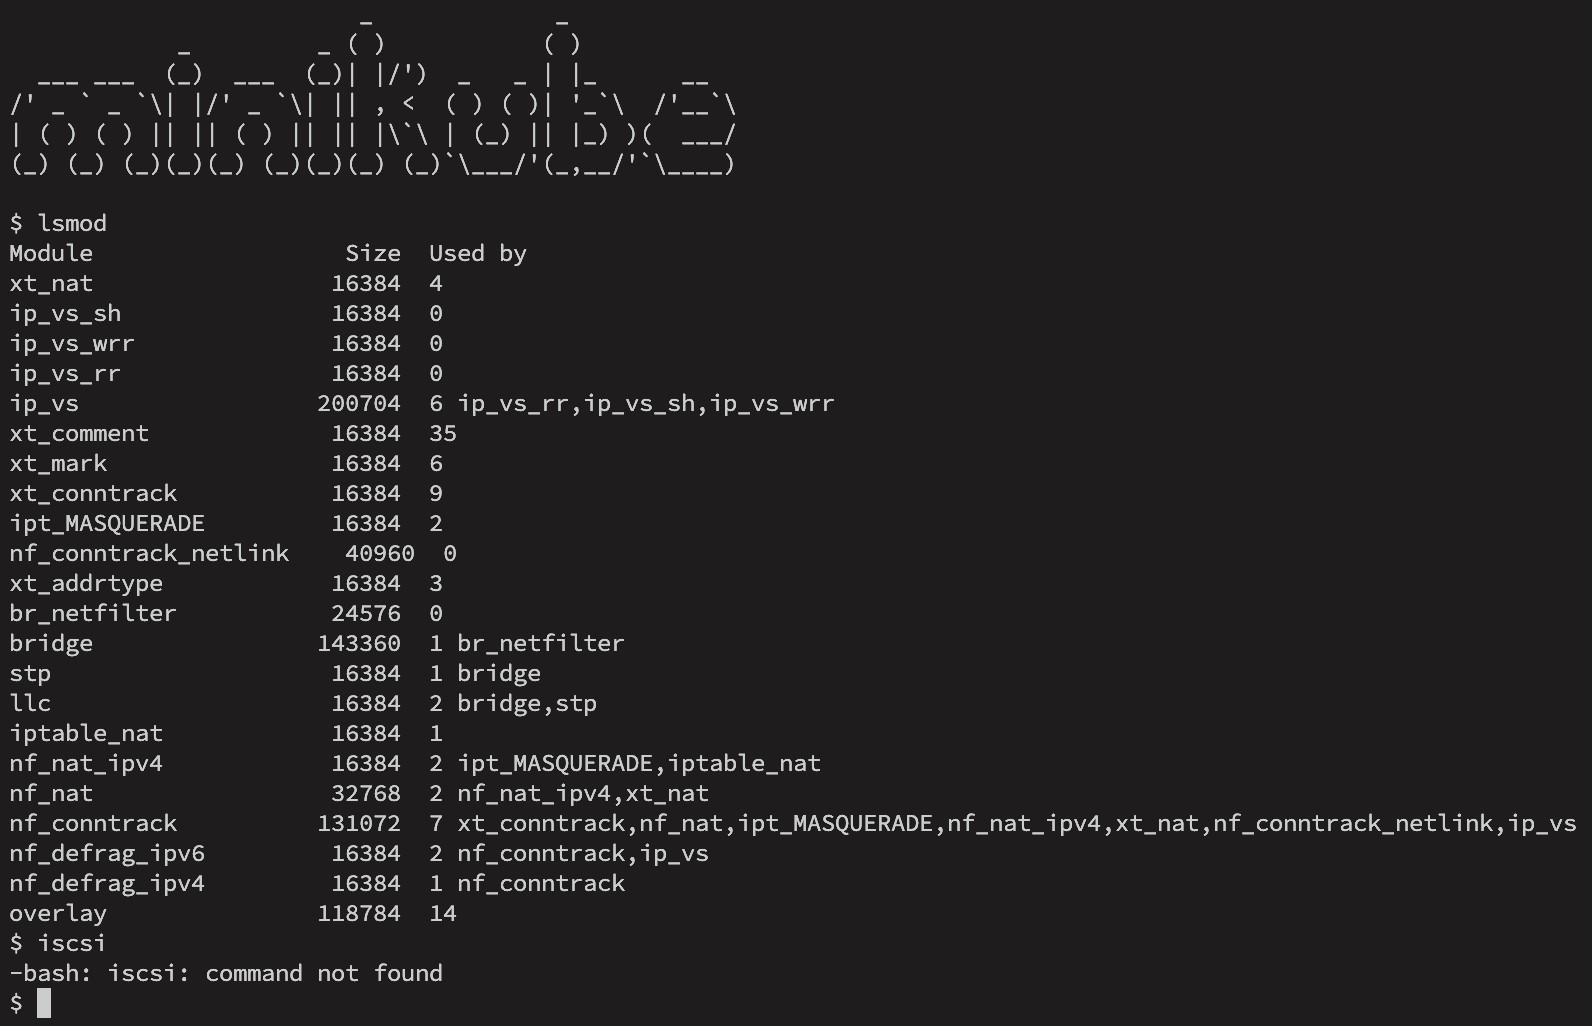 _             _
            _         _ ( )           ( )
  ___ ___  (_)  ___  (_)| |/')  _   _ | |_      __
/' _ ` _ `\| |/' _ `\| || , <  ( ) ( )| '_`\  /'__`\
| ( ) ( ) || || ( ) || || |\`\ | (_) || |_) )(  ___/
(_) (_) (_)(_)(_) (_)(_)(_) (_)`\___/'(_,__/'`\____)

$ lsmod
Module                  Size  Used by
xt_nat                 16384  4
ip_vs_sh               16384  0
ip_vs_wrr              16384  0
ip_vs_rr               16384  0
ip_vs                 200704  6 ip_vs_rr,ip_vs_sh,ip_vs_wrr
xt_comment             16384  35
xt_mark                16384  6
xt_conntrack           16384  9
ipt_MASQUERADE         16384  2
nf_conntrack_netlink    40960  0
xt_addrtype            16384  3
br_netfilter           24576  0
bridge                143360  1 br_netfilter
stp                    16384  1 bridge
llc                    16384  2 bridge,stp
iptable_nat            16384  1
nf_nat_ipv4            16384  2 ipt_MASQUERADE,iptable_nat
nf_nat                 32768  2 nf_nat_ipv4,xt_nat
nf_conntrack          131072  7 xt_conntrack,nf_nat,ipt_MASQUERADE,nf_nat_ipv4,xt_nat,nf_conntrack_netlink,ip_vs
nf_defrag_ipv6         16384  2 nf_conntrack,ip_vs
nf_defrag_ipv4         16384  1 nf_conntrack
overlay               118784  14
$ iscsi
-bash: iscsi: command not found
$